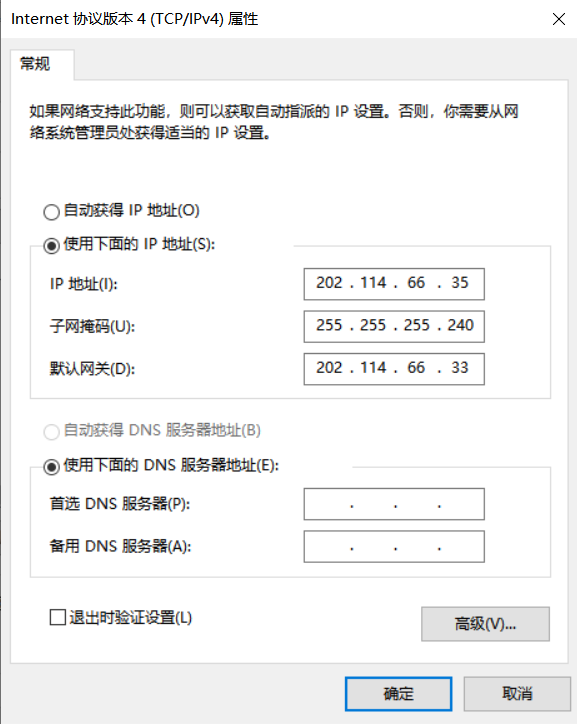 Internet 协议版本 4 (TCP/IPv4) 属性
常规
如果网络支持此功能，则可以获取自动指派的 IP 设置。否则，你需要从网
络系统管理员处获得适当的 IP 设置。
自动获得 IP 地址(O)
使用下面的 IP 地址(S):
IP 地址(I): 202 . 114 . 66 . 35
子网掩码(U): 255 . 255 . 255 . 240
默认网关(D): 202 . 114 . 66 . 33
自动获得 DNS 服务器地址(B)
使用下面的 DNS 服务器地址(E):
首选 DNS 服务器(P): . . .
备用 DNS 服务器(A): . . .
退出时验证设置(L)
高级(V)...
确定 取消